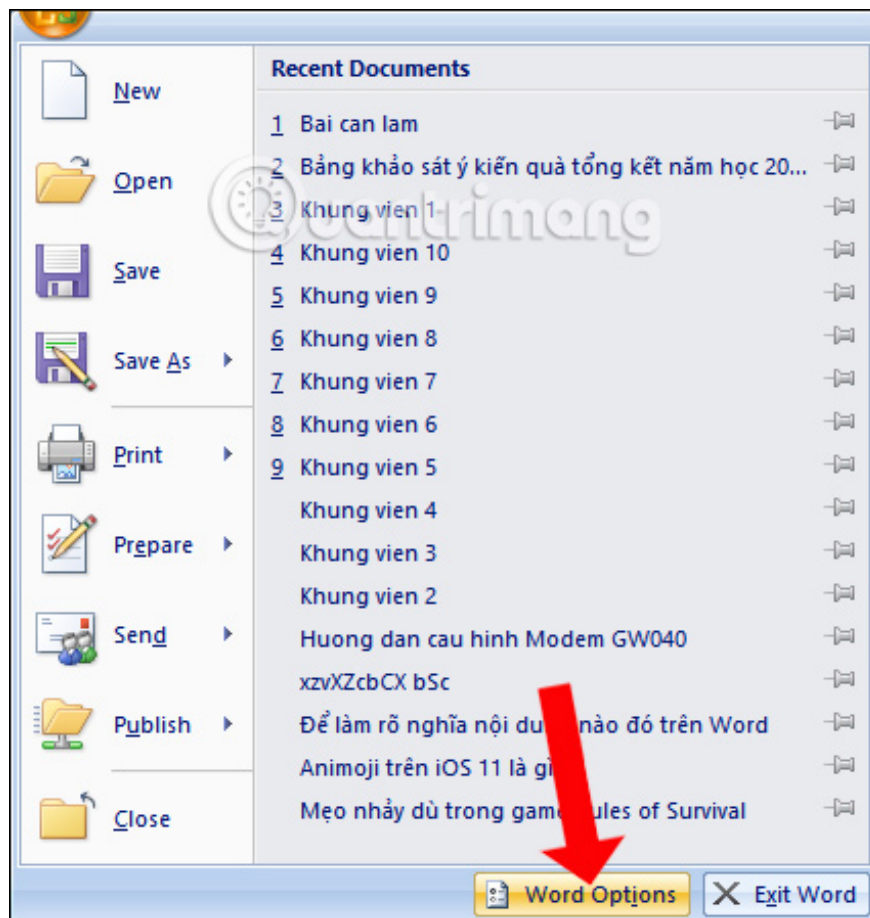 New
Open
Save
Save As
Print
Prepare
Send
Publish
Close
Recent Documents
1 Bai can lam
2 Bảng khảo sát ý kiến quà tổng kết năm học 20...
3 Khung vien 1
4 Khung vien 10
5 Khung vien 9
6 Khung vien 8
7 Khung vien 7
8 Khung vien 6
9 Khung vien 5
Khung vien 4
Khung vien 3
Khung vien 2
Huong dan cau hinh Modem GW040
xzvXZcbCX bSc
Để làm rõ nghĩa nội du nào đó trên Word
Animoji trên iOS 11 là gì
Mẹo nhảy dù trong game ules of Survival
Word Options
Exit Word
Quantrimang